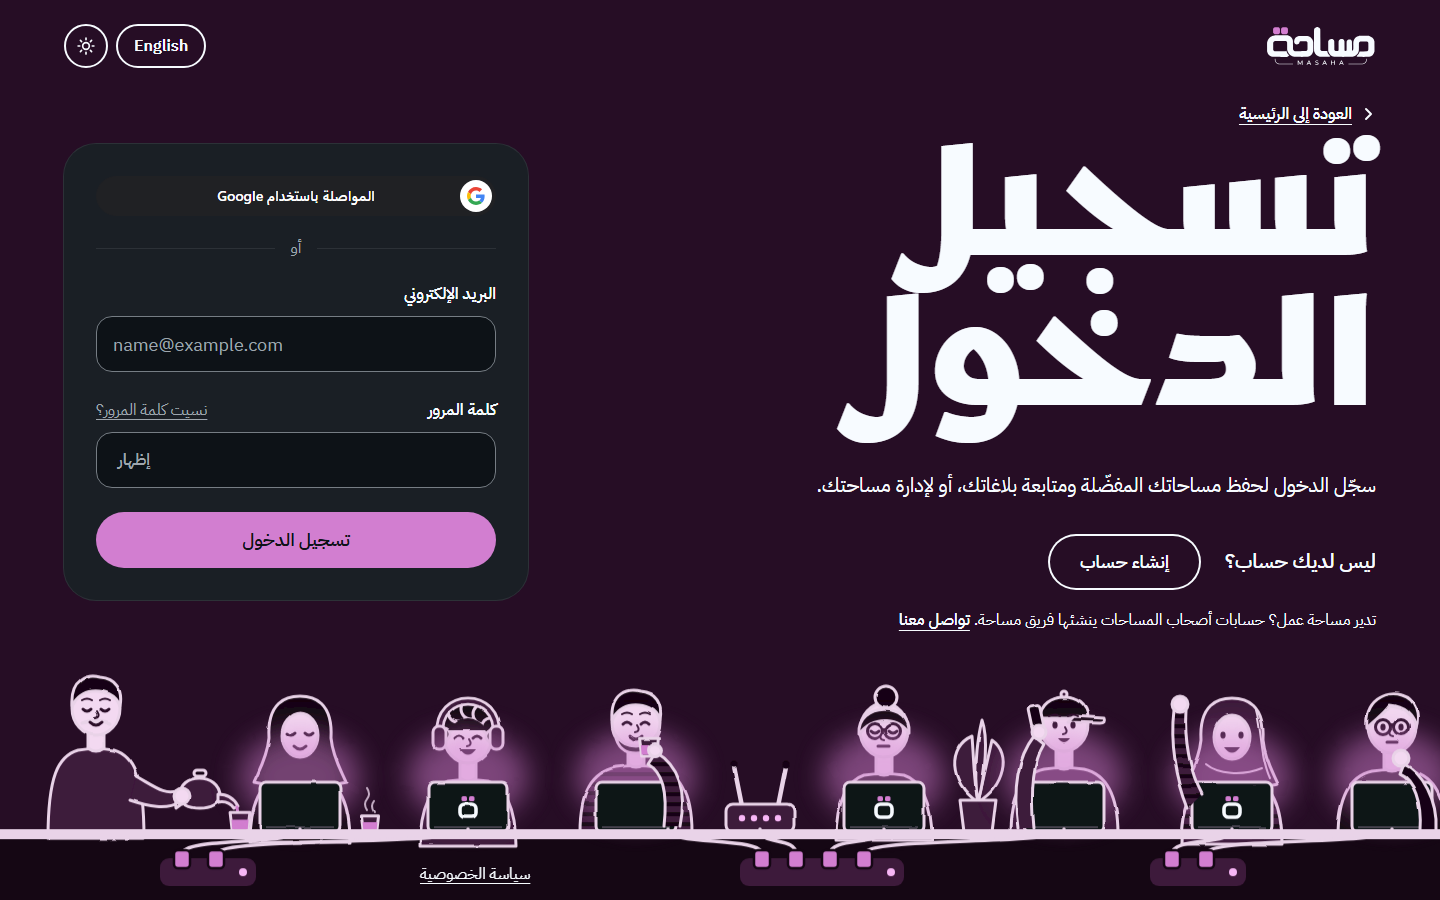 مساحة
MASAHA
English
العودة إلى الرئيسية
تسجيل
الدخول
سجّل الدخول لحفظ مساحاتك المفضّلة ومتابعة بلاغاتك، أو لإدارة مساحتك.
ليس لديك حساب؟
إنشاء حساب
تدير مساحة عمل؟ حسابات أصحاب المساحات ينشئها فريق مساحة. تواصل معنا
المواصلة باستخدام Google
أو
البريد الإلكتروني
name@example.com
كلمة المرور
نسيت كلمة المرور؟
إظهار
تسجيل الدخول
سياسة الخصوصية